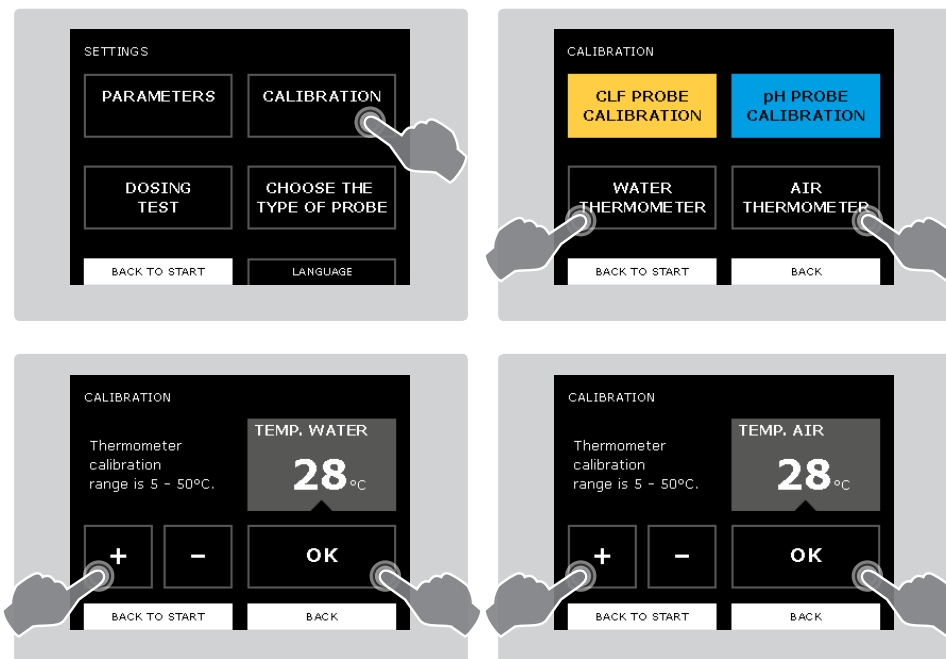 SETTINGS
PARAMETERS
CALIBRATION
DOSING
TEST
CHOOSE THE
TYPE OF PROBE
BACK TO START
LANGUAGE
CALIBRATION
CLF PROBE
CALIBRATION
pH PROBE
CALIBRATION
WATER
THERMOMETER
AIR
THERMOMETER
BACK TO START
BACK
CALIBRATION
Thermometer
calibration
range is 5 - 50°C.
TEMP. WATER
28°C
+
-
OK
BACK TO START
BACK
CALIBRATION
Thermometer
calibration
range is 5 - 50°C.
TEMP. AIR
28°C
+
-
OK
BACK TO START
BACK